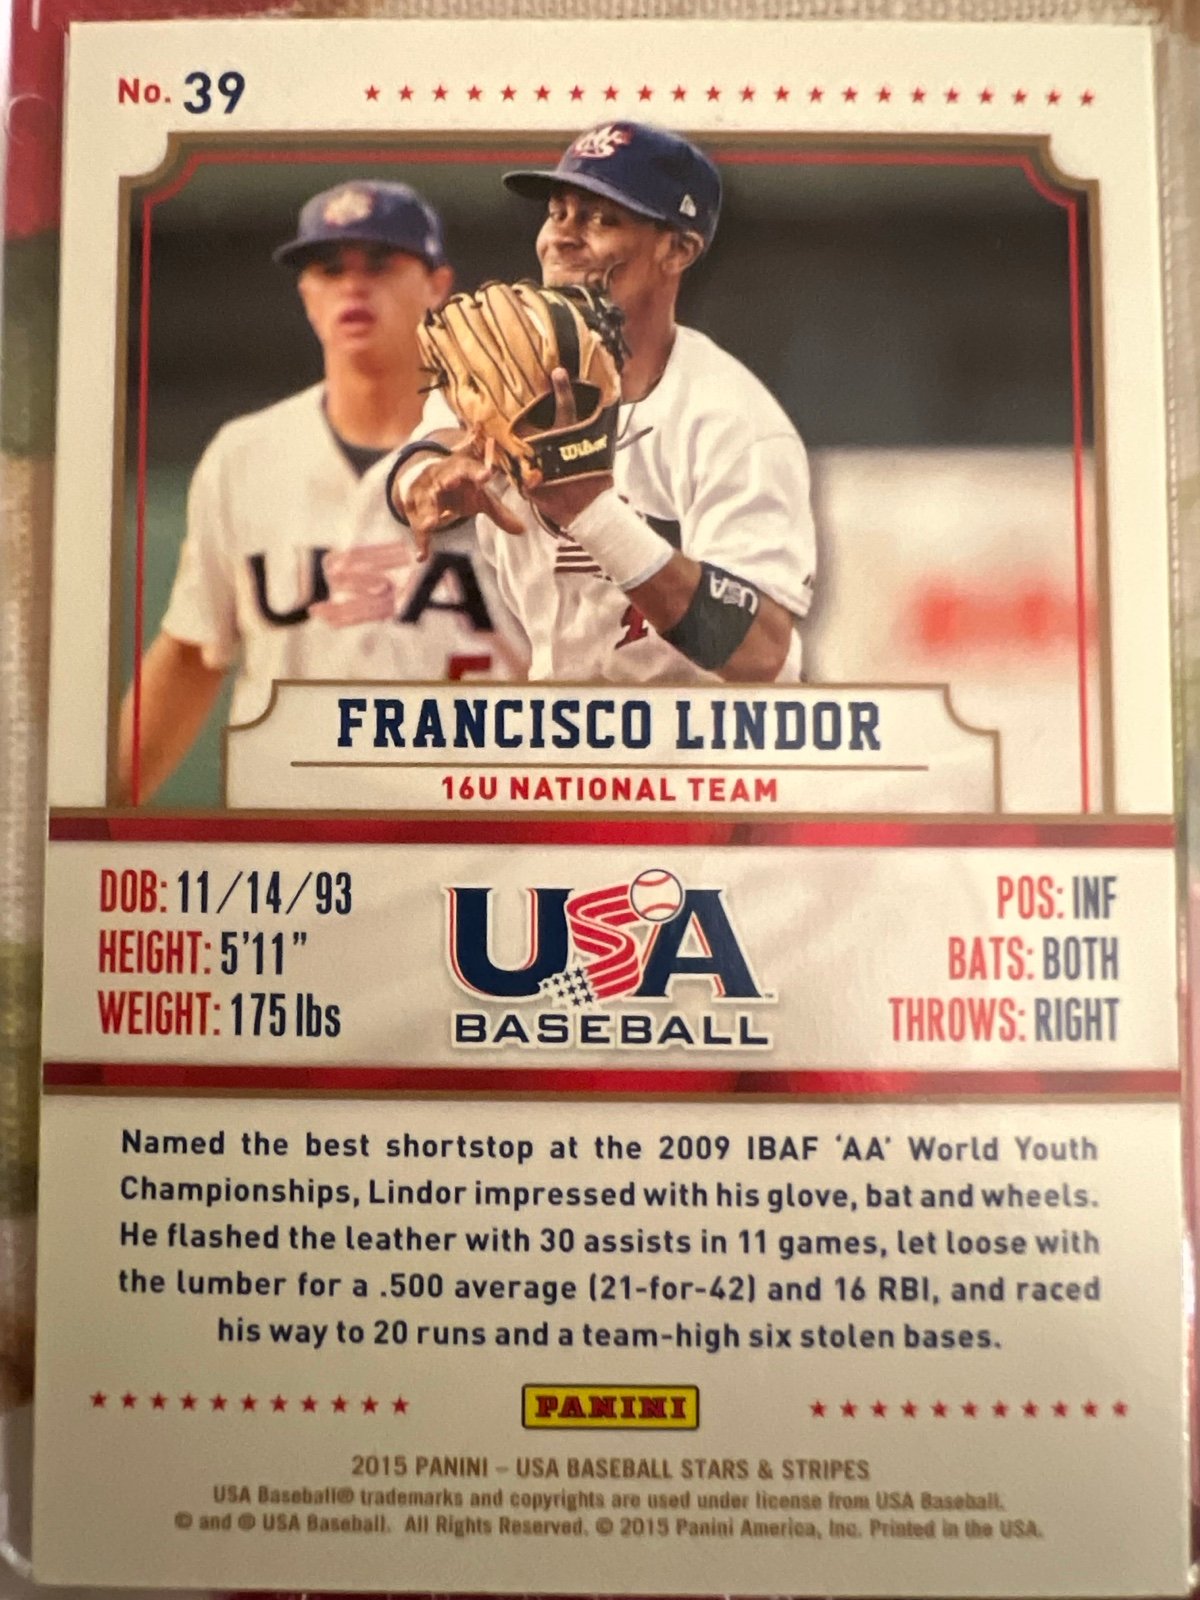 No. 39
Wilson
USA
USA
FRANCISCO LINDOR
16U NATIONAL TEAM
DOB: 11/14/93
HEIGHT: 5'11"
WEIGHT: 175 lbs
USA
BASEBALL
POS: INF
BATS: BOTH
THROWS: RIGHT
Named the best shortstop at the 2009 IBAF ‘AA’ World Youth
Championships, Lindor impressed with his glove, bat and wheels.
He flashed the leather with 30 assists in 11 games, let loose with
the lumber for a .500 average (21-for-42) and 16 RBI, and raced
his way to 20 runs and a team-high six stolen bases.
PANINI
2015 PANINI – USA BASEBALL STARS & STRIPES
USA Baseball® trademarks and copyrights are used under license from USA Baseball.
© and ® USA Baseball. All Rights Reserved. © 2015 Panini America, Inc. Printed in the USA.